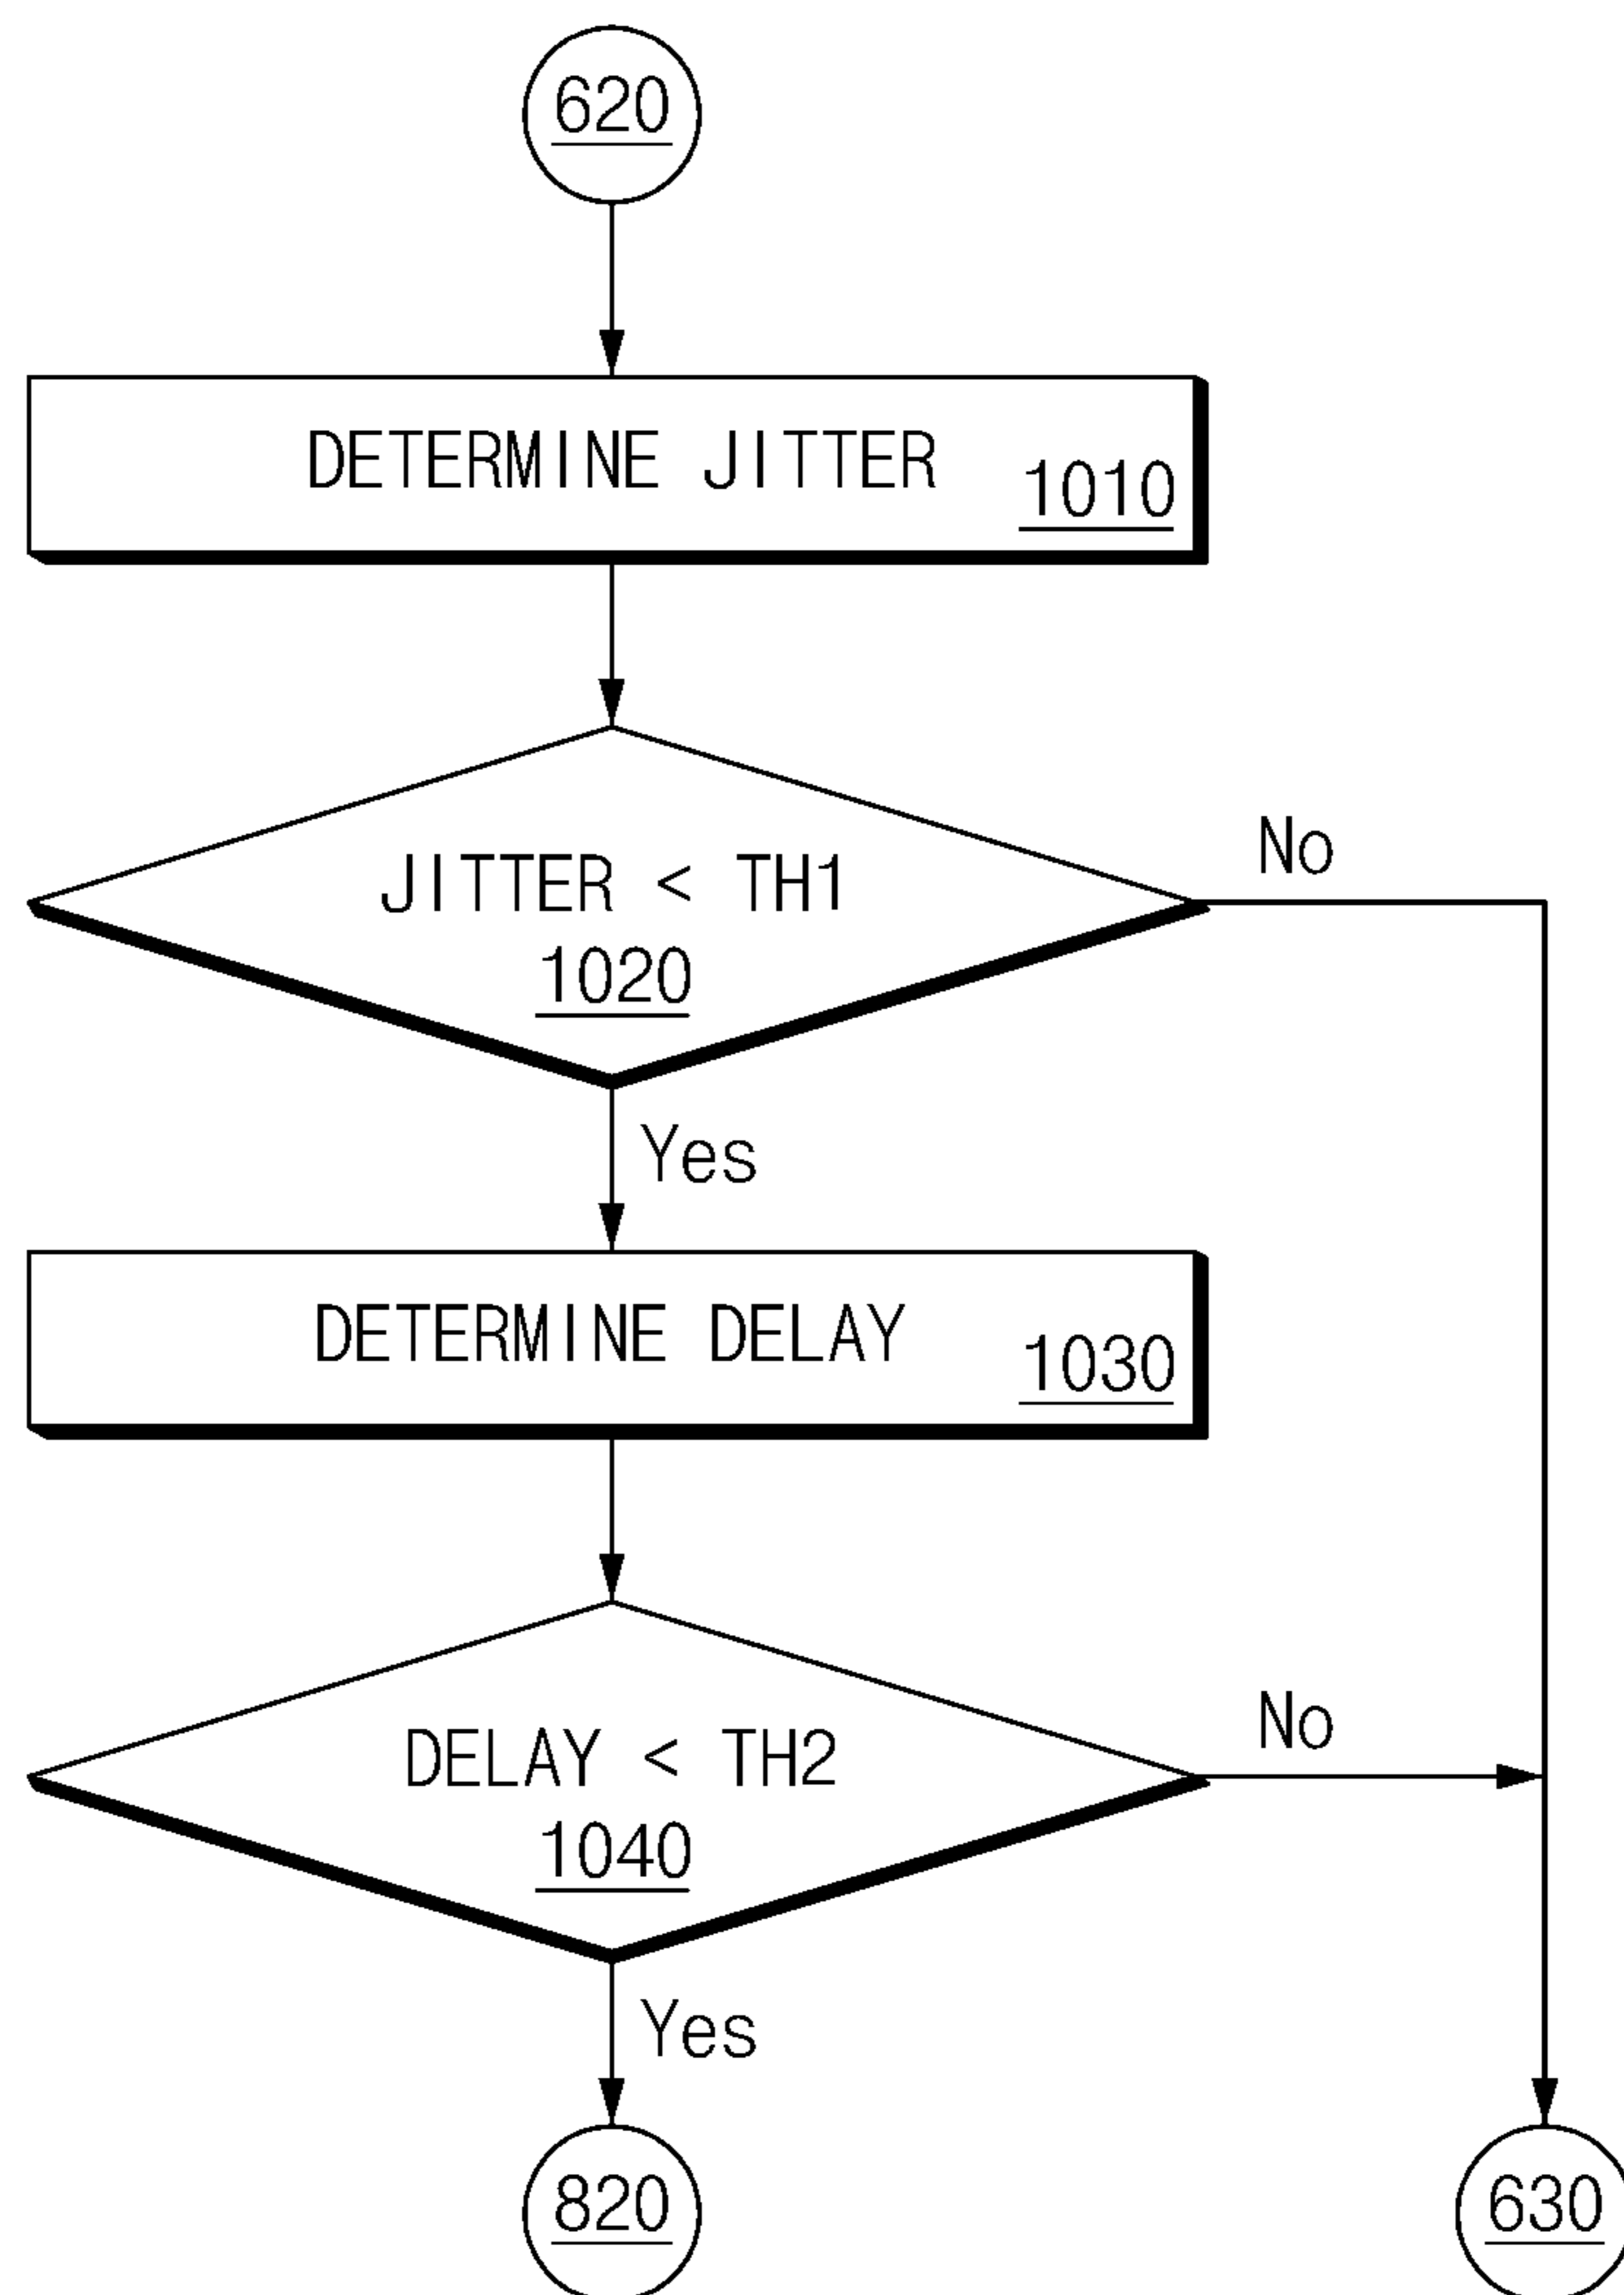 620
DETERMINE JITTER
1010
JITTER < TH1
1020
No
Yes
DETERMINE DELAY
1030
DELAY < TH2
1040
No
Yes
820
630